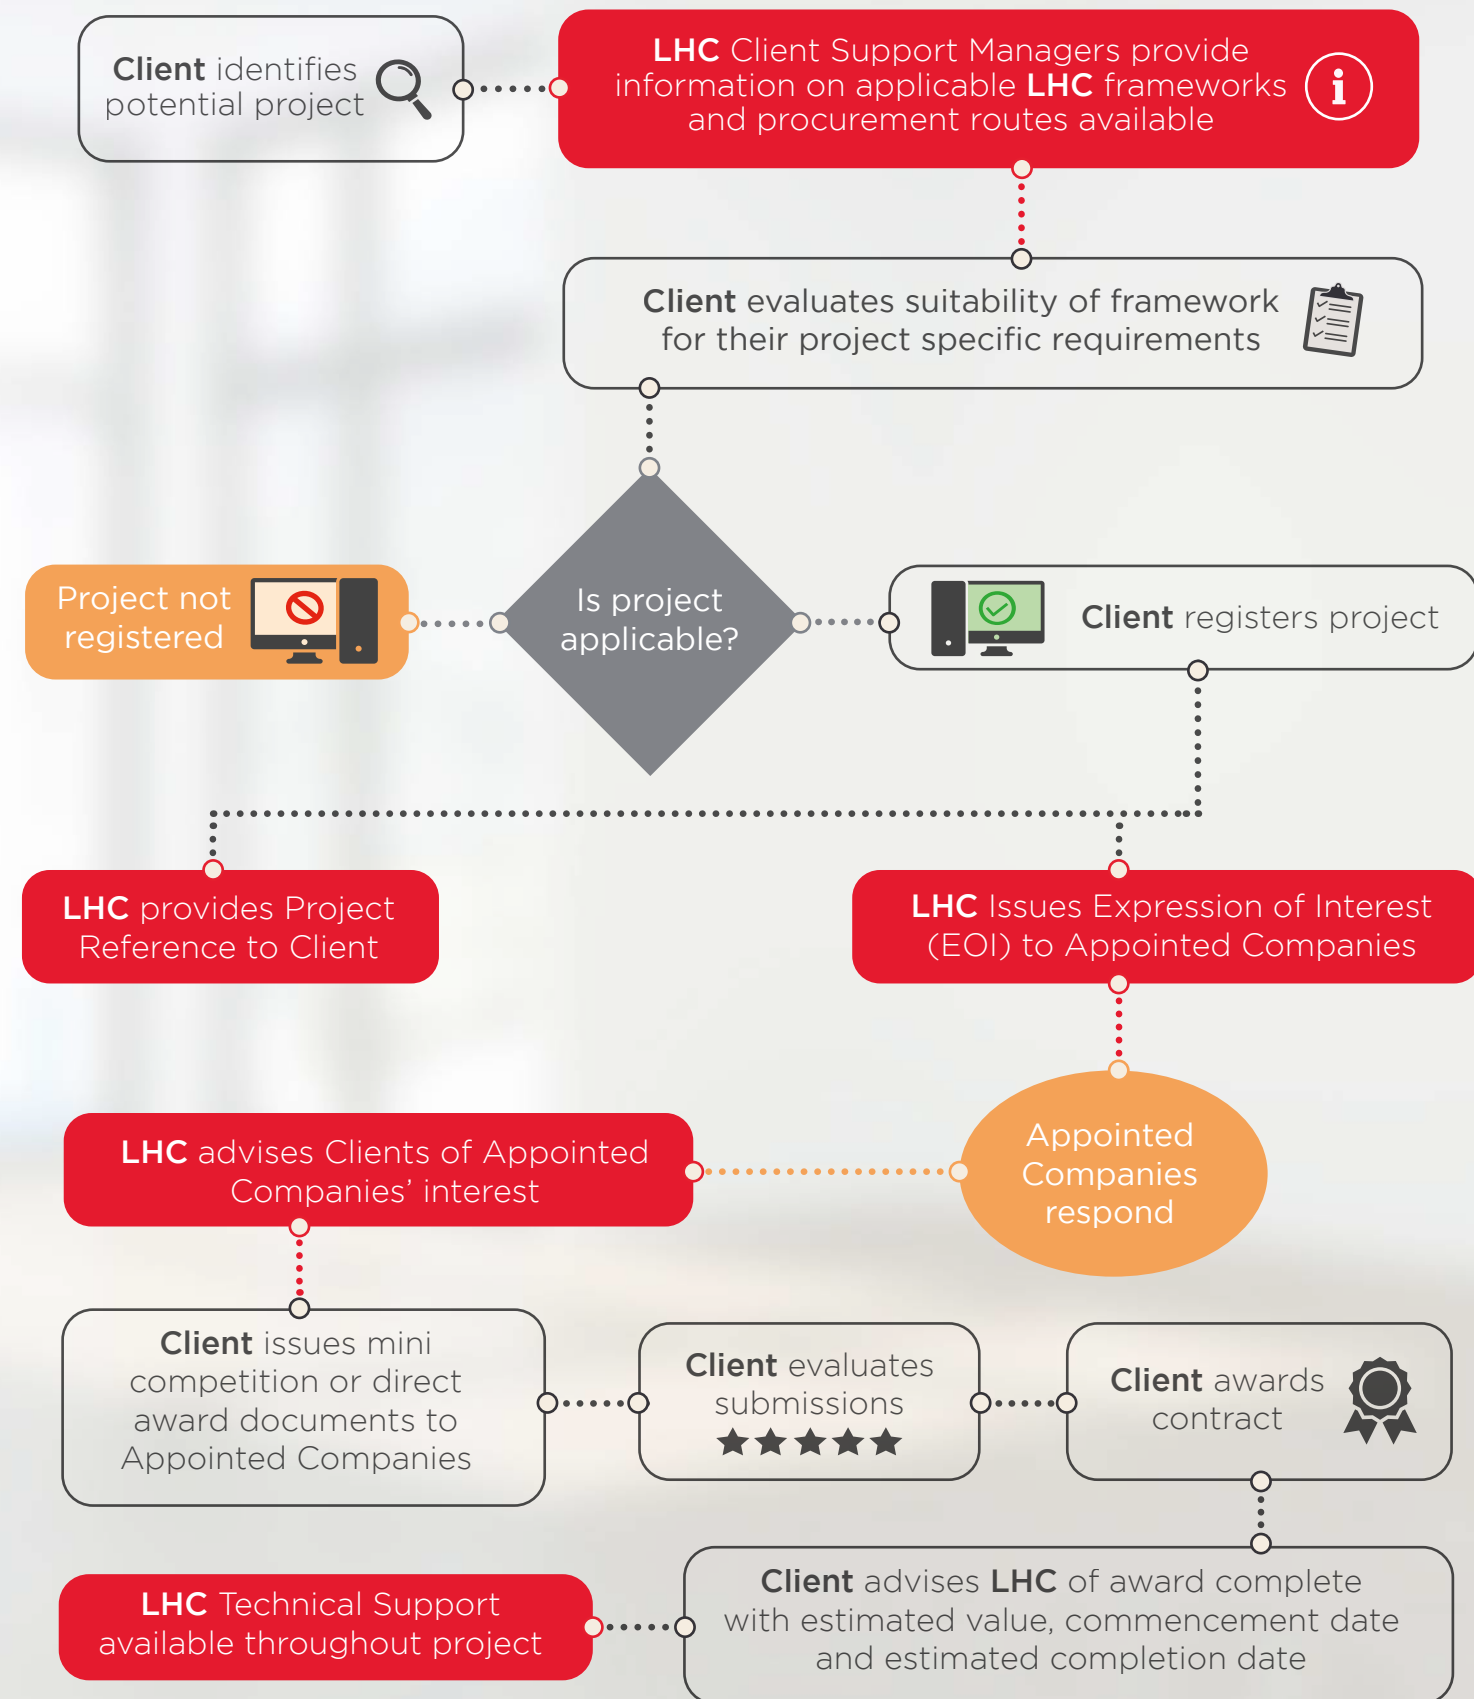 Client identifies
potential project
LHC Client Support Managers provide
information on applicable LHC frameworks
and procurement routes available
i
Client evaluates suitability of framework
for their project specific requirements
Project not
registered
Is project
applicable?
Client registers project
LHC provides Project
Reference to Client
LHC Issues Expression of Interest
(EOI) to Appointed Companies
LHC advises Clients of Appointed
Companies’ interest
Appointed
Companies
respond
Client issues mini
competition or direct
award documents to
Appointed Companies
Client evaluates
submissions
Client awards
contract
LHC Technical Support
available throughout project
Client advises LHC of award complete
with estimated value, commencement date
and estimated completion date